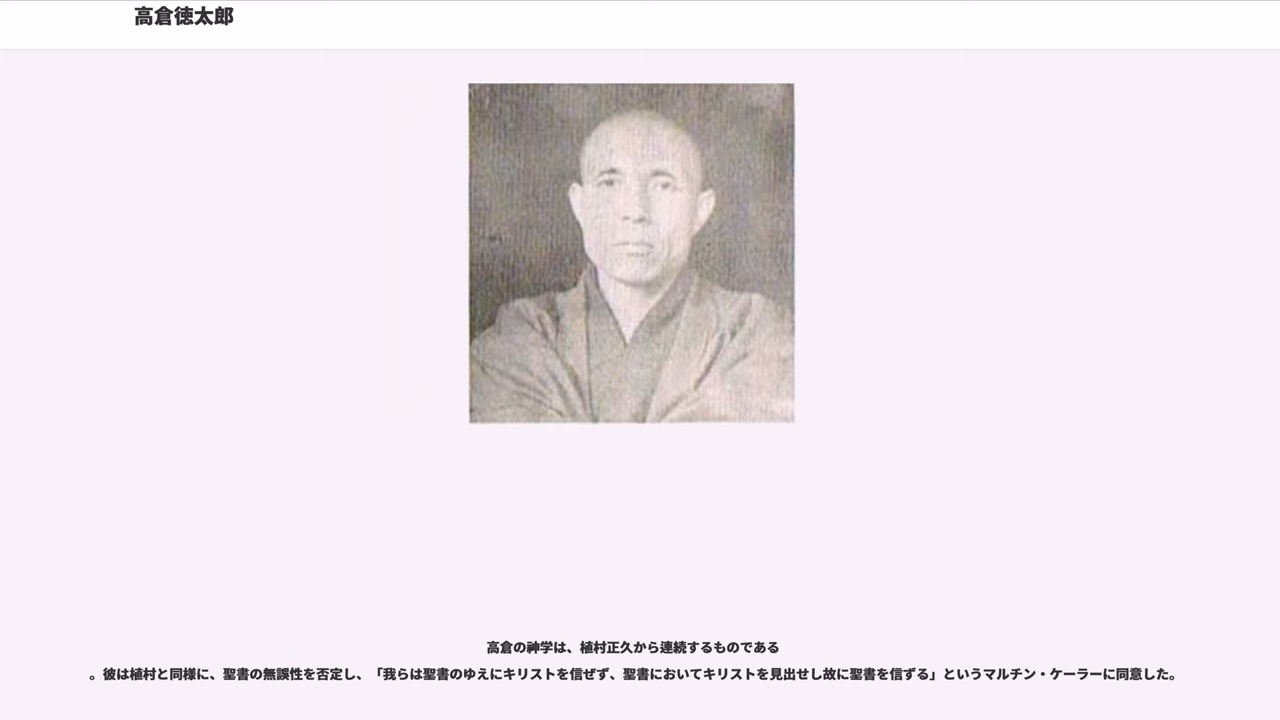 高倉徳太郎
高倉の神学は、植村正久から連続するものである
。彼は植村と同様に、聖書の無誤性を否定し、「我らは聖書のゆえにキリストを信ぜず、聖書においてキリストを見出せし故に聖書を信ずる」というマルチン・ケーラーに同意した。